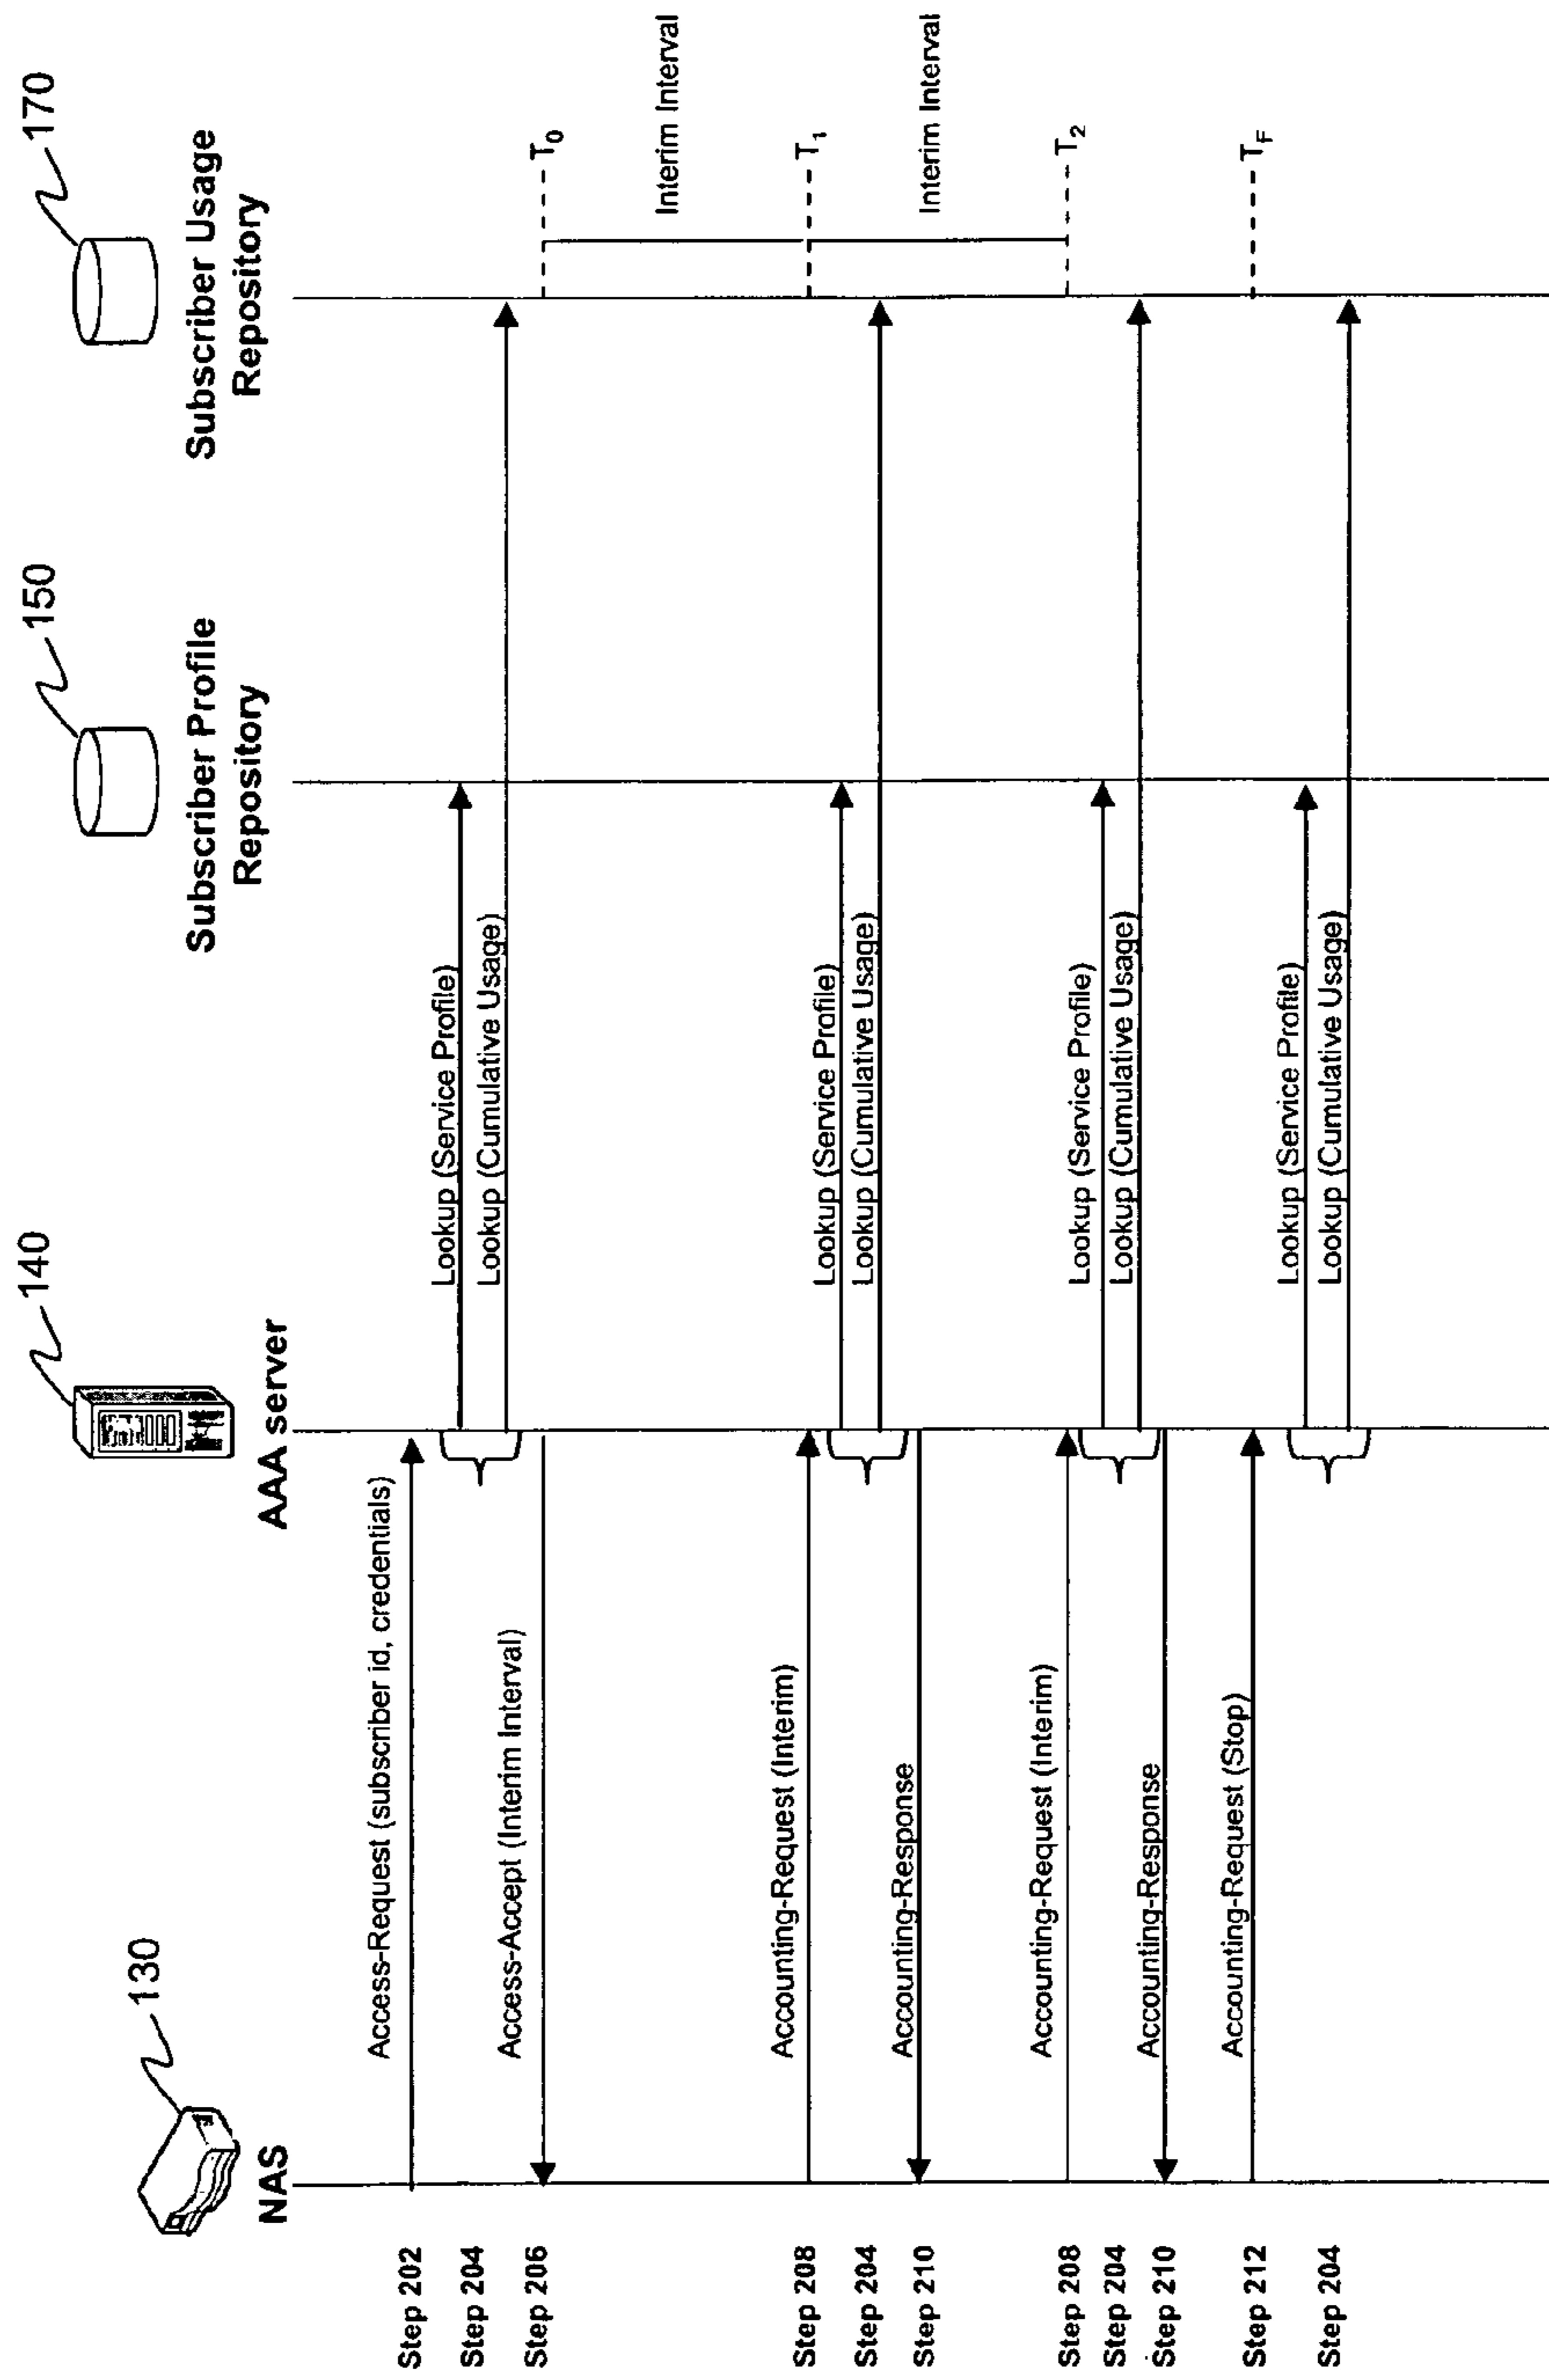 130
140
150
170
NAS
AAA server
Subscriber Profile
Repository
Subscriber Usage
Repository
Step 202
Access-Request (subscriber id, credentials)
Step 204
Lookup (Service Profile)
Lookup (Cumulative Usage)
Step 206
Access-Accept (Interim Interval)
T0
Interim Interval
Step 208
Accounting-Request (Interim)
T1
Step 204
Lookup (Service Profile)
Lookup (Cumulative Usage)
Step 210
Accounting-Response
Interim Interval
Step 208
Accounting-Request (Interim)
T2
Step 204
Lookup (Service Profile)
Lookup (Cumulative Usage)
Step 210
Accounting-Response
Step 212
Accounting-Request (Stop)
TF
Step 204
Lookup (Service Profile)
Lookup (Cumulative Usage)